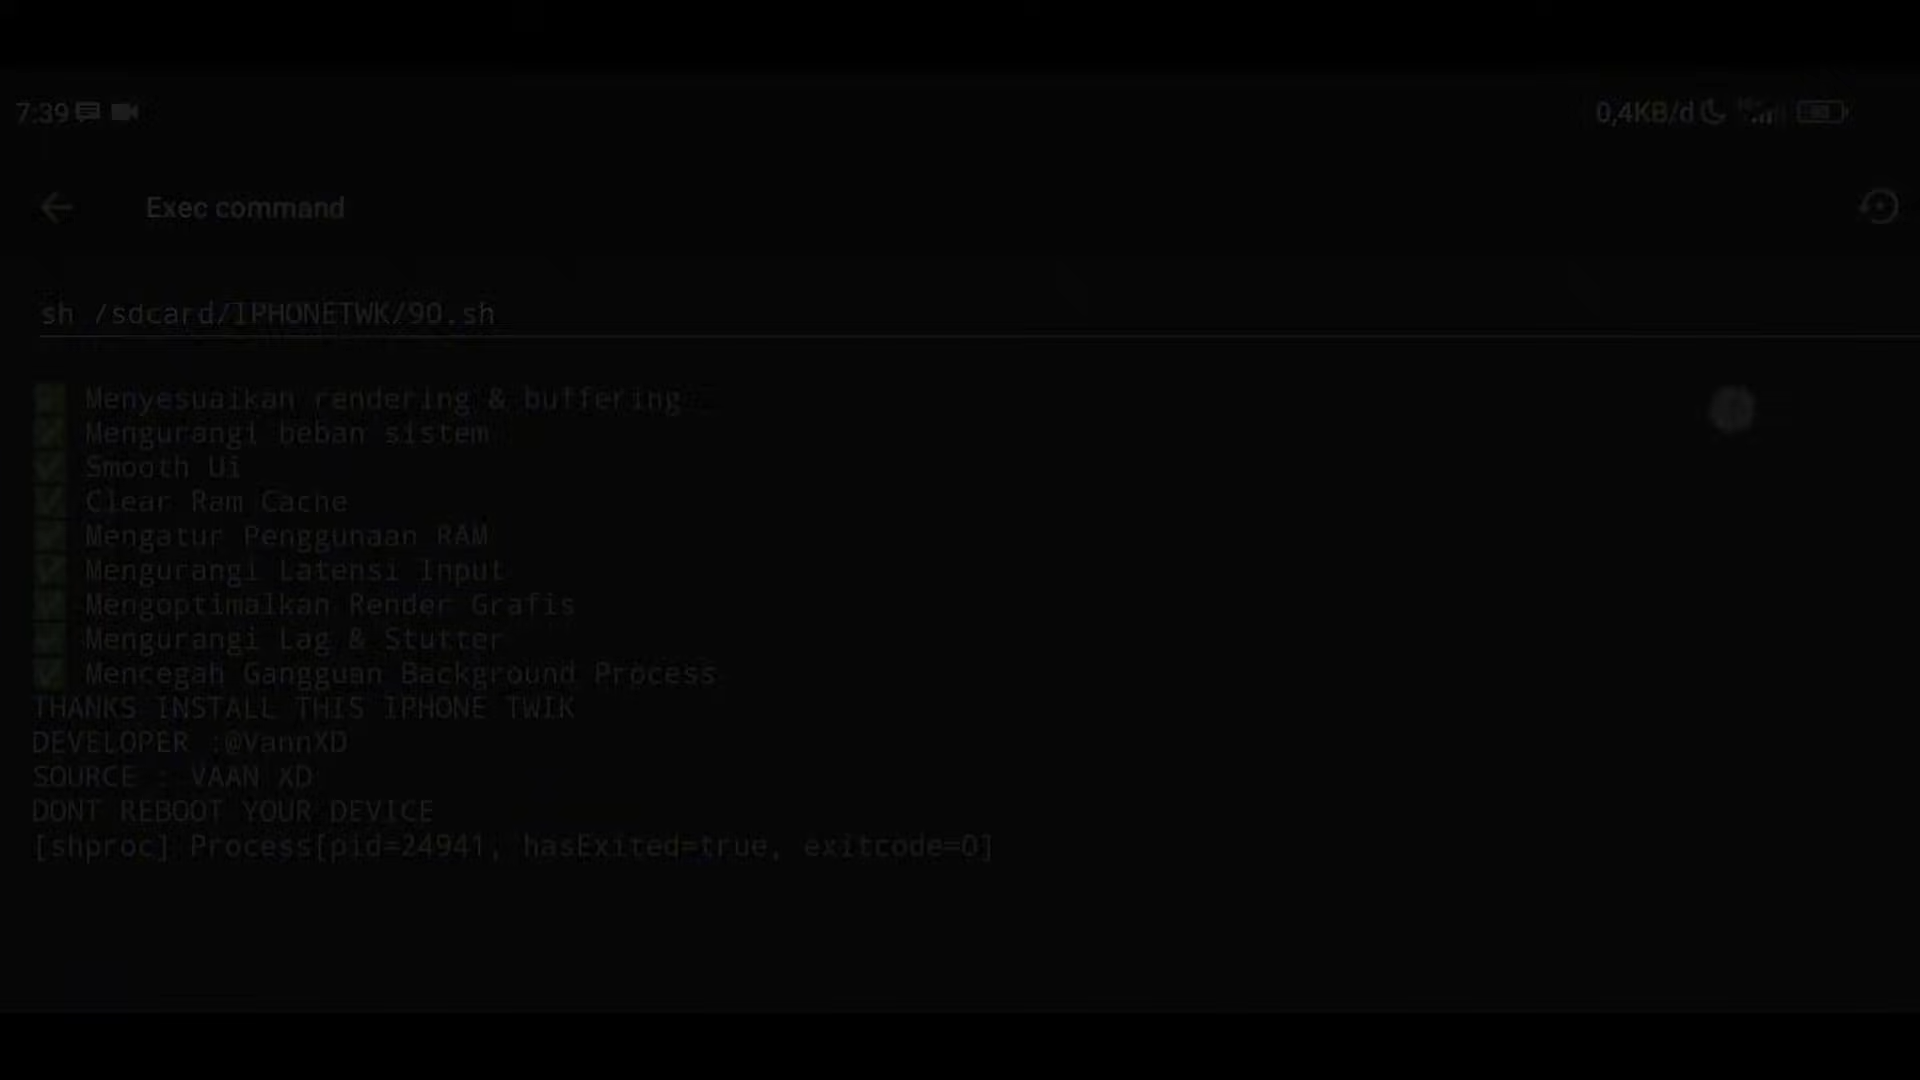 7:39
0,4KB/d
Exec command
sh /sdcard/IPHONETWK/90.sh
Menyesuaikan rendering & buffering
Mengurangi beban sistem
Smooth Ui
Clear Ram Cache
Mengatur Penggunaan RAM
Mengurangi Latensi Input
Mengoptimalkan Render Grafis
Mengurangi Lag & Stutter
Mencegah Gangguan Background Process
THANKS INSTALL THIS IPHONE TWIK
DEVELOPER :@VannXD
SOURCE : VAAN XD
DONT REBOOT YOUR DEVICE
[shproc] Process[pid=24941, hasExited=true, exitcode=0]